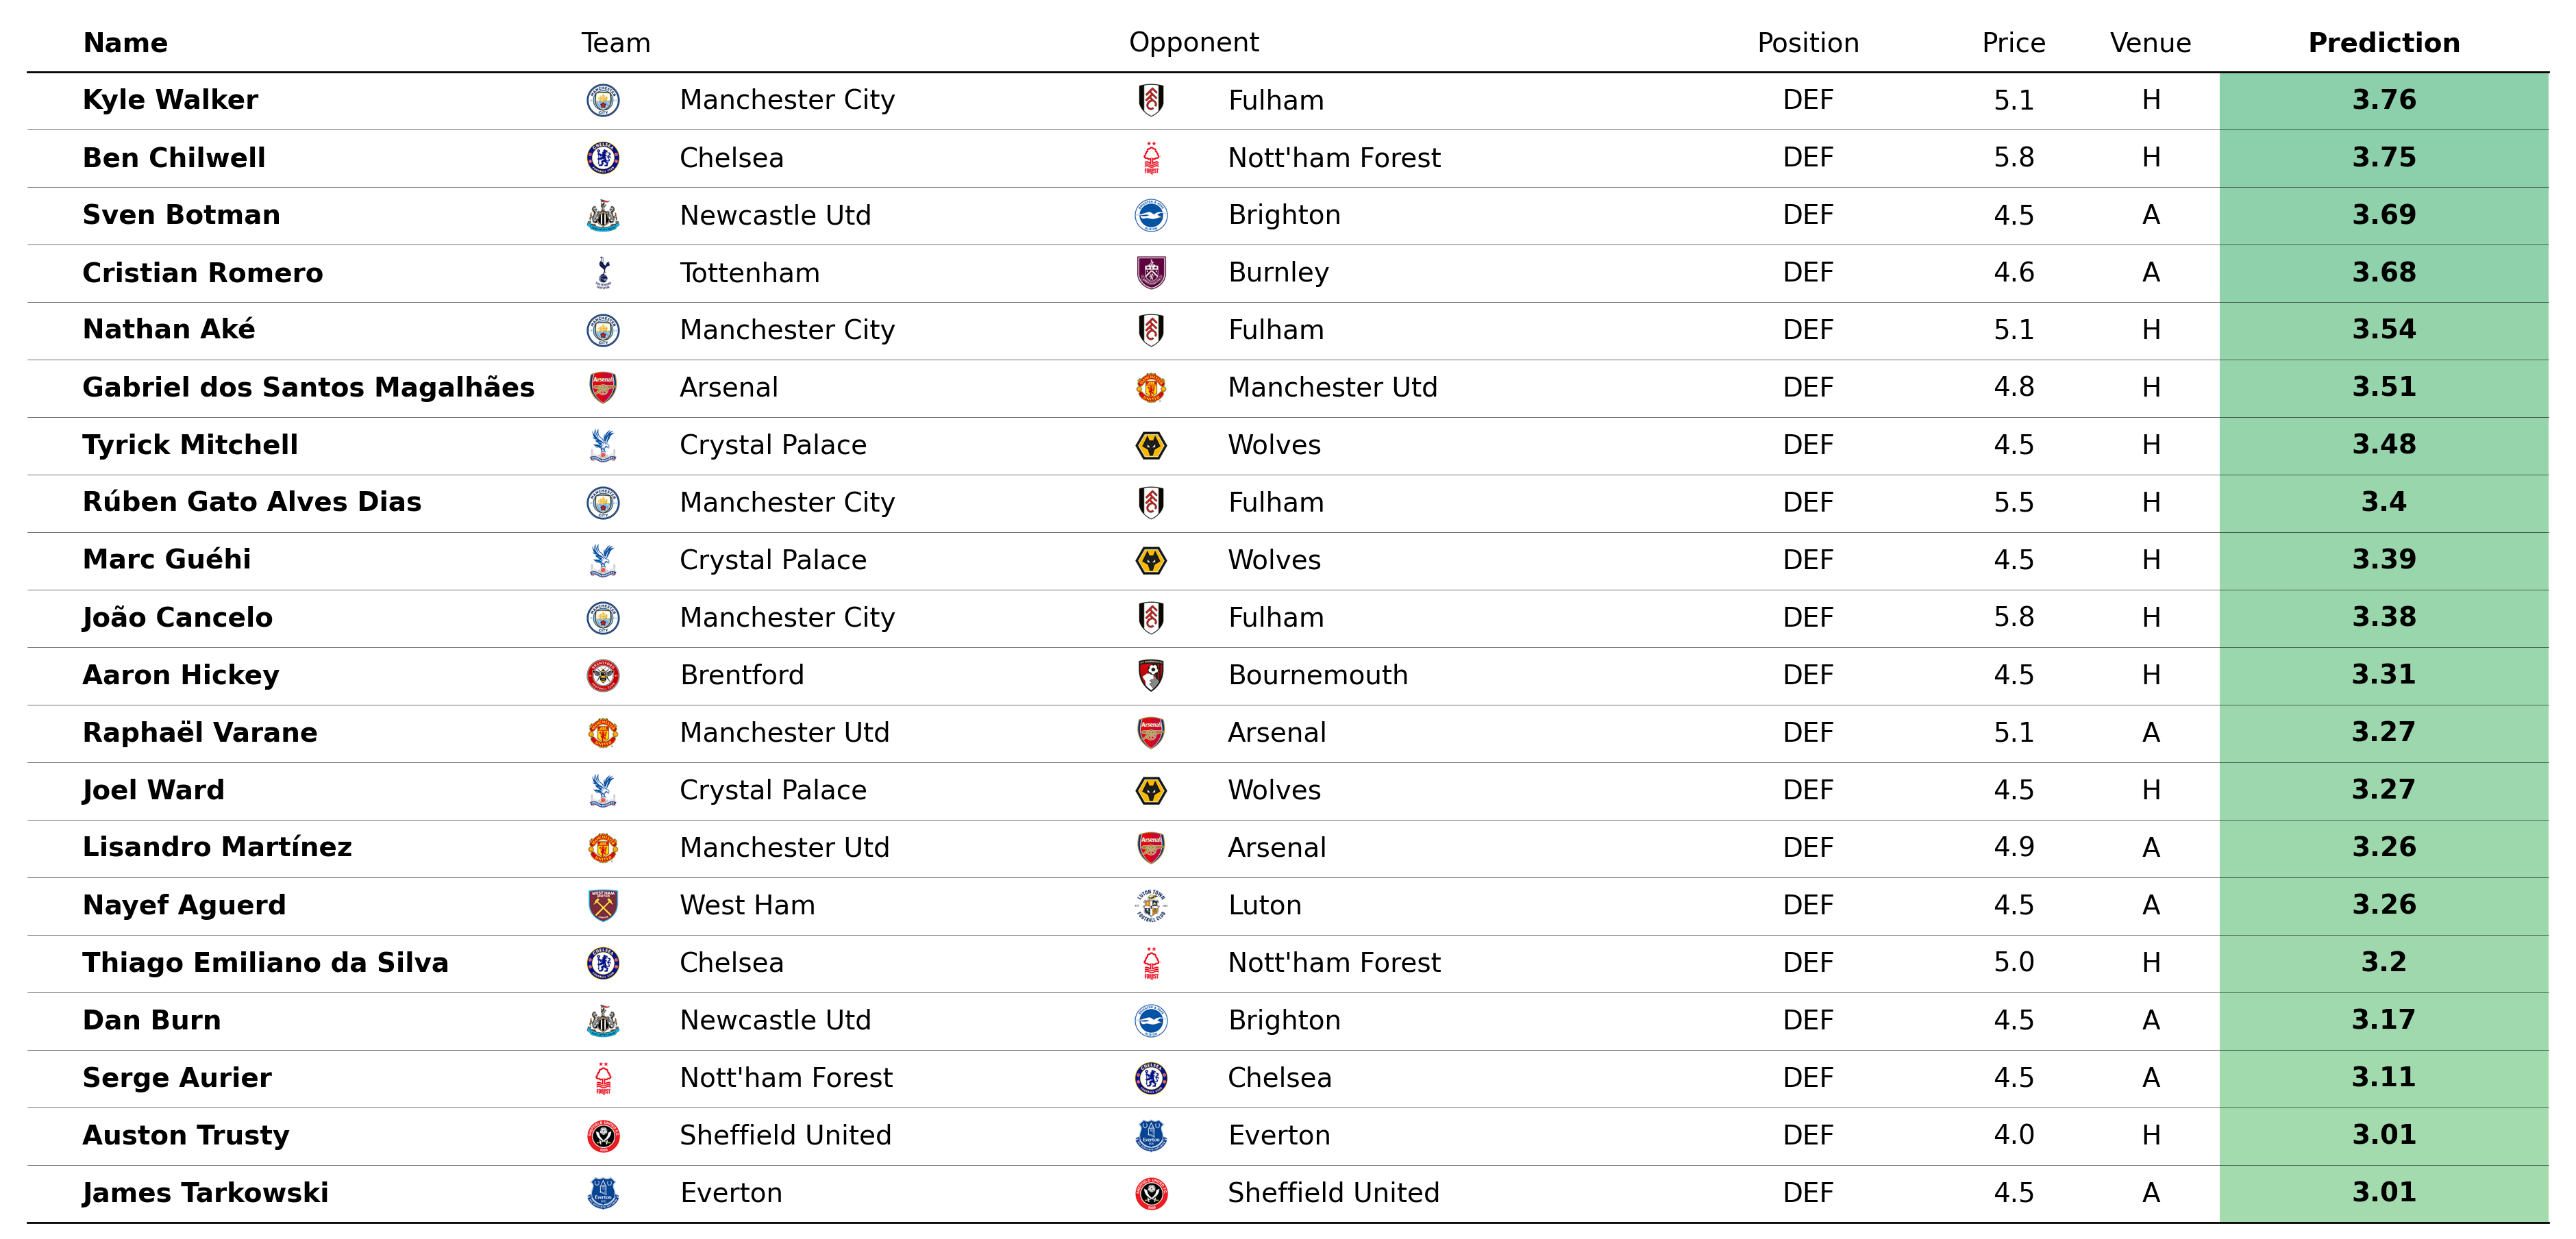 Name Team Opponent Position Price Venue Prediction
Kyle Walker Manchester City Fulham DEF 5.1 H 3.76
Ben Chilwell Chelsea Nott'ham Forest DEF 5.8 H 3.75
Sven Botman Newcastle Utd Brighton DEF 4.5 A 3.69
Cristian Romero Tottenham Burnley DEF 4.6 A 3.68
Nathan Aké Manchester City Fulham DEF 5.1 H 3.54
Gabriel dos Santos Magalhães Arsenal Manchester Utd DEF 4.8 H 3.51
Tyrick Mitchell Crystal Palace Wolves DEF 4.5 H 3.48
Rúben Gato Alves Dias Manchester City Fulham DEF 5.5 H 3.4
Marc Guéhi Crystal Palace Wolves DEF 4.5 H 3.39
João Cancelo Manchester City Fulham DEF 5.8 H 3.38
Aaron Hickey Brentford Bournemouth DEF 4.5 H 3.31
Raphaël Varane Manchester Utd Arsenal DEF 5.1 A 3.27
Joel Ward Crystal Palace Wolves DEF 4.5 H 3.27
Lisandro Martínez Manchester Utd Arsenal DEF 4.9 A 3.26
Nayef Aguerd West Ham Luton DEF 4.5 A 3.26
Thiago Emiliano da Silva Chelsea Nott'ham Forest DEF 5.0 H 3.2
Dan Burn Newcastle Utd Brighton DEF 4.5 A 3.17
Serge Aurier Nott'ham Forest Chelsea DEF 4.5 A 3.11
Auston Trusty Sheffield United Everton DEF 4.0 H 3.01
James Tarkowski Everton Sheffield United DEF 4.5 A 3.01